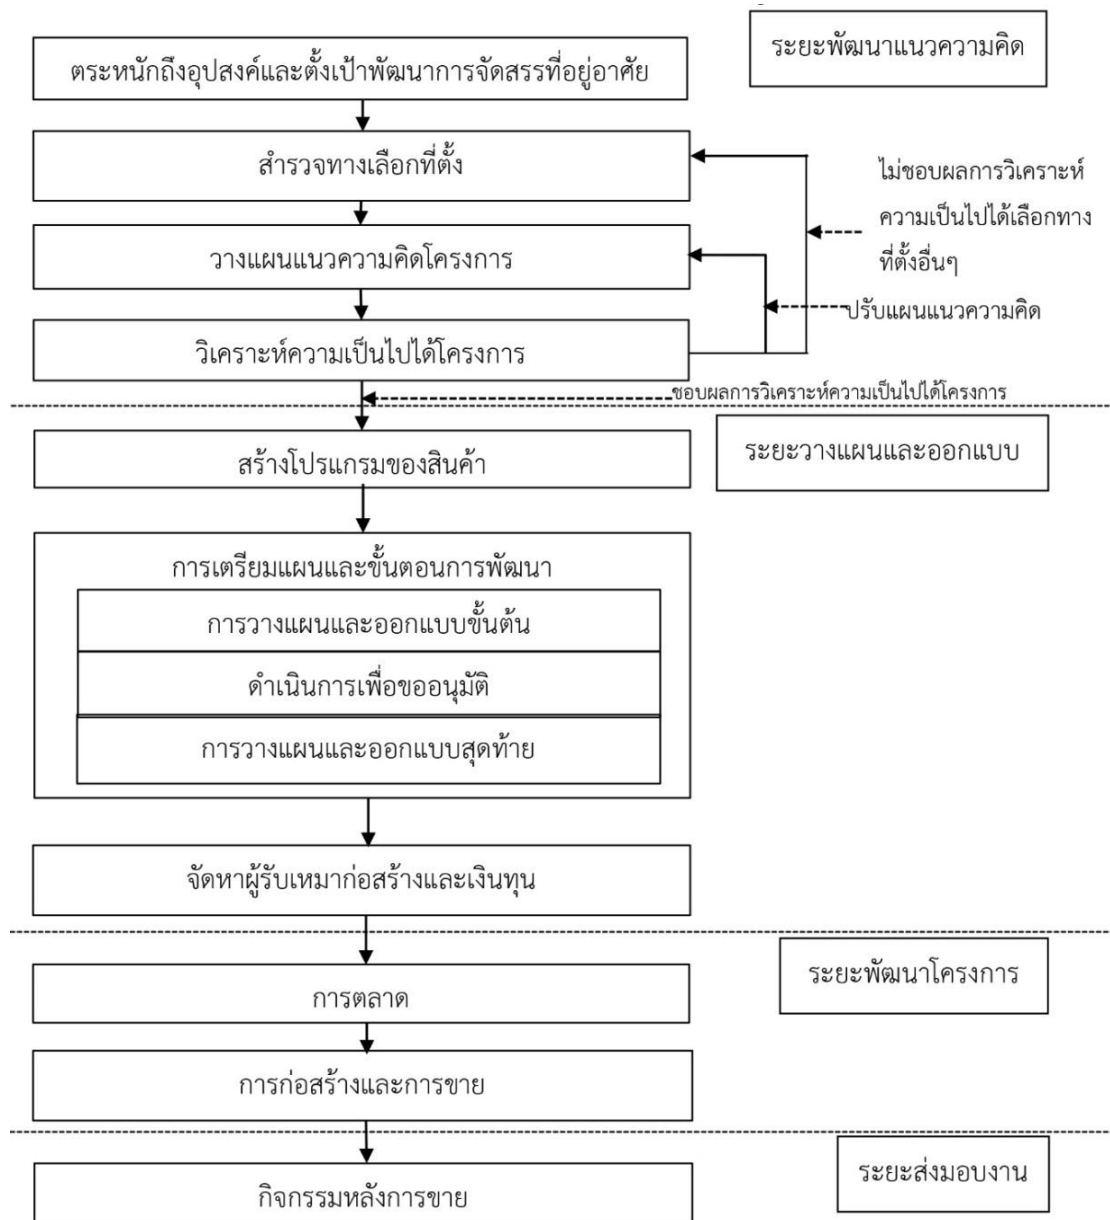 ระยะพัฒนาแนวความคิด
ตระหนักถึงอุปสงค์และตั้งเป้าพัฒนาการจัดสรรที่อยู่อาศัย
สำรวจทางเลือกที่ตั้ง
ไม่ชอบผลการวิเคราะห์
ความเป็นไปได้เลือกทาง
ที่ตั้งอื่นๆ
วางแผนแนวความคิดโครงการ
ปรับแผนแนวความคิด
วิเคราะห์ความเป็นไปได้โครงการ
ชอบผลการวิเคราะห์ความเป็นไปได้โครงการ
ระยะวางแผนและออกแบบ
สร้างโปรแกรมของสินค้า
การเตรียมแผนและขั้นตอนการพัฒนา
การวางแผนและออกแบบขั้นต้น
ดำเนินการเพื่อขออนุมัติ
การวางแผนและออกแบบสุดท้าย
จัดหาผู้รับเหมาก่อสร้างและเงินทุน
ระยะพัฒนาโครงการ
การตลาด
การก่อสร้างและการขาย
ระยะส่งมอบงาน
กิจกรรมหลังการขาย